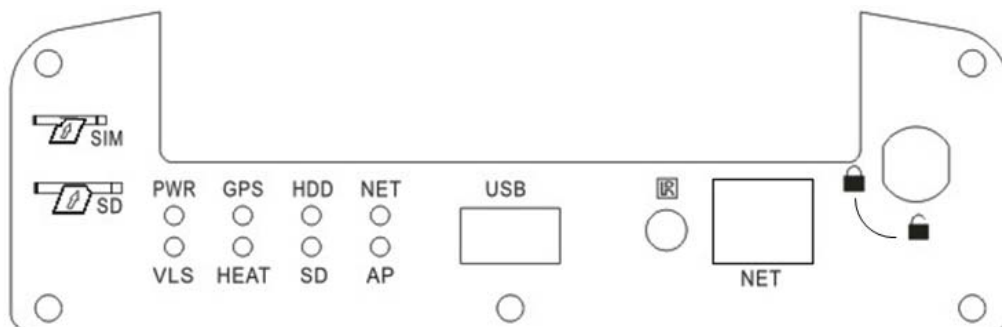 SIM
SD
PWR GPS HDD NET
VLS HEAT SD AP
USB
IR
NET